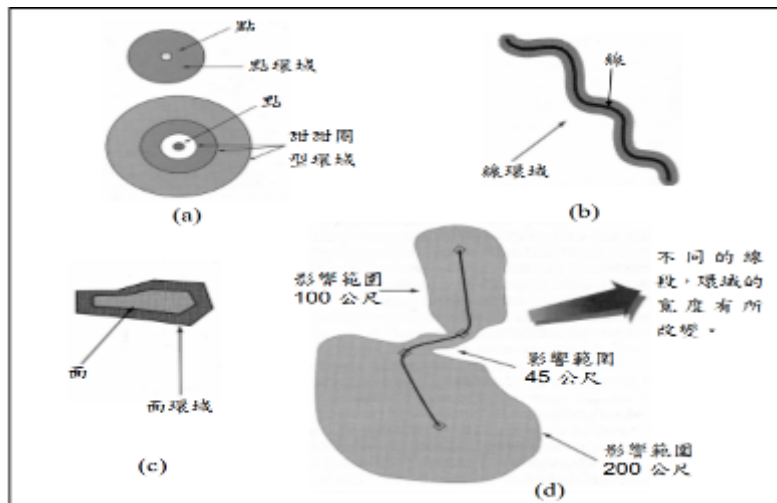 點
點環域
點
甜甜圈
型環域
(a)
線
線環域
(b)
面
面環域
(c)
影響範圍
100 公尺
影響範圍
45 公尺
影響範圍
200 公尺
(d)
不同的線
段，環域的
寬度有所
改變。